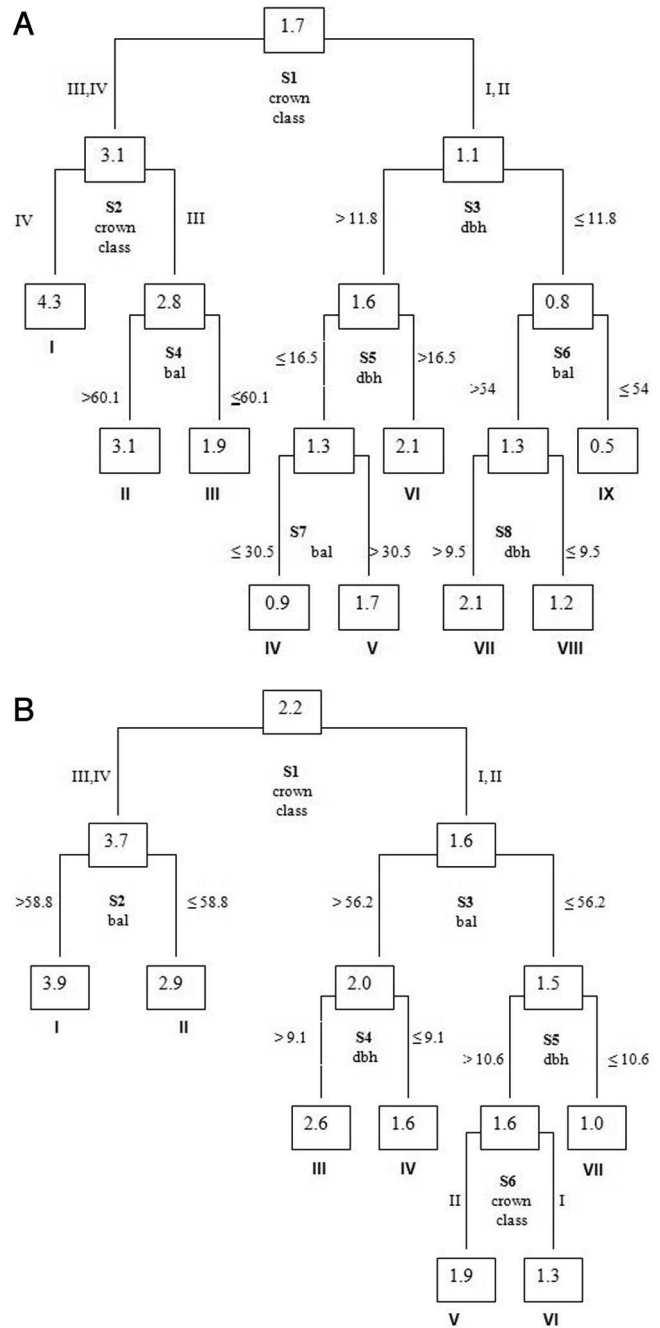 A
1.7
III,IV
S1
crown
class
I, II
3.1
1.1
IV
S2
crown
class
III
> 11.8
S3
dbh
≤ 11.8
4.3
2.8
1.6
0.8
I
S4
bal
≤ 16.5
S5
dbh
>16.5
>54
S6
bal
≤ 54
>60.1
≤60.1
3.1
1.9
1.3
2.1
1.3
0.5
II
III
VI
IX
S7
bal
≤ 30.5
> 30.5
> 9.5
S8
dbh
≤ 9.5
0.9
1.7
2.1
1.2
IV
V
VII
VIII
B
2.2
III,IV
S1
crown
class
I, II
3.7
1.6
>58.8
S2
bal
≤ 58.8
> 56.2
S3
bal
≤ 56.2
3.9
2.9
2.0
1.5
I
II
> 9.1
S4
dbh
≤ 9.1
> 10.6
S5
dbh
≤ 10.6
2.6
1.6
1.6
1.0
III
IV
VII
II
S6
crown
class
I
1.9
1.3
V
VI